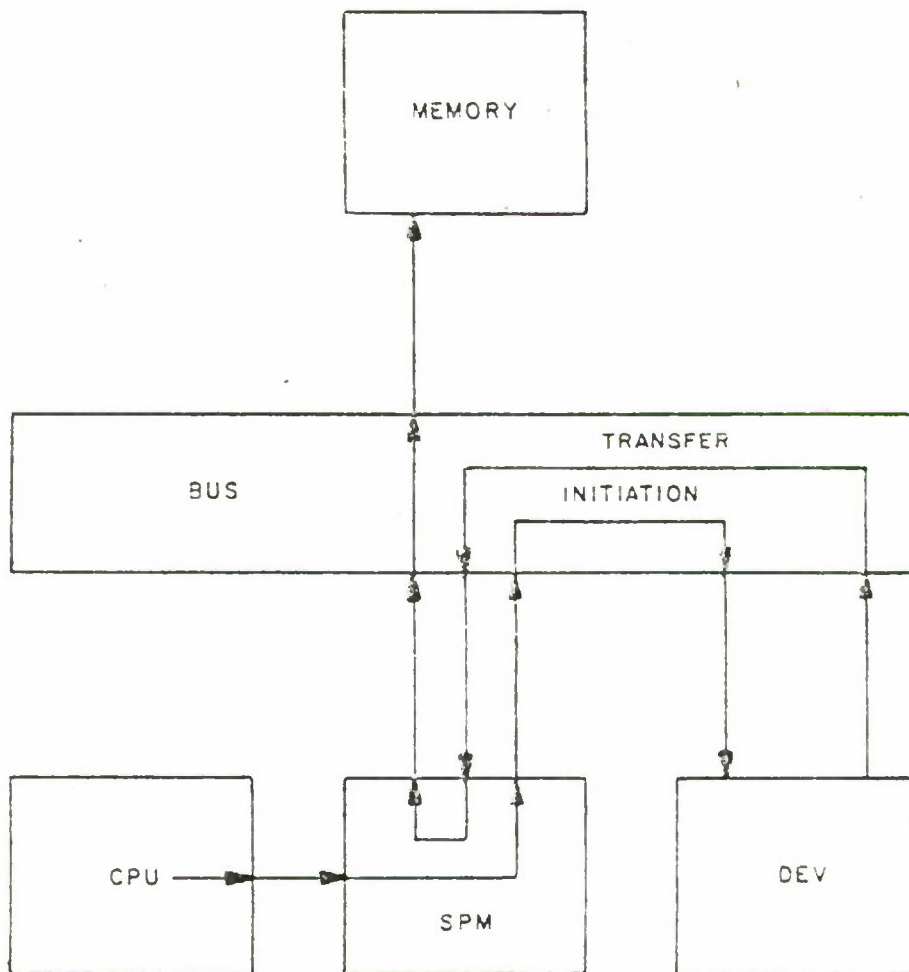 MEMORY
TRANSFER
BUS
INITIATION
CPU
DEV
SPM